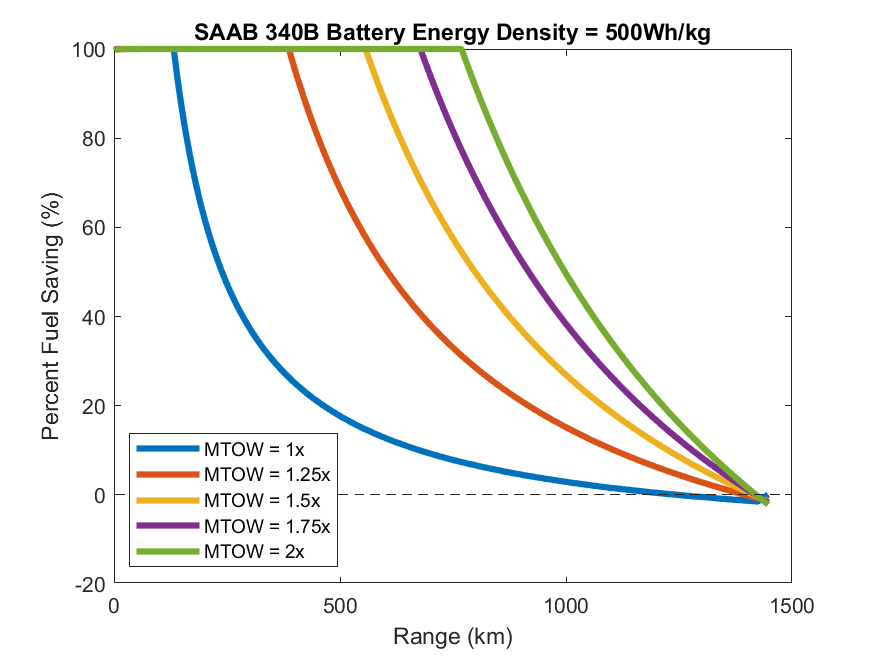 SAAB 340B Battery Energy Density = 500Wh/kg
100
80
60
40
20
0
-20
Percent Fuel Saving (%)
MTOW = 1x
MTOW = 1.25x
MTOW = 1.5x
MTOW = 1.75x
MTOW = 2x
0 500 1000 1500
Range (km)